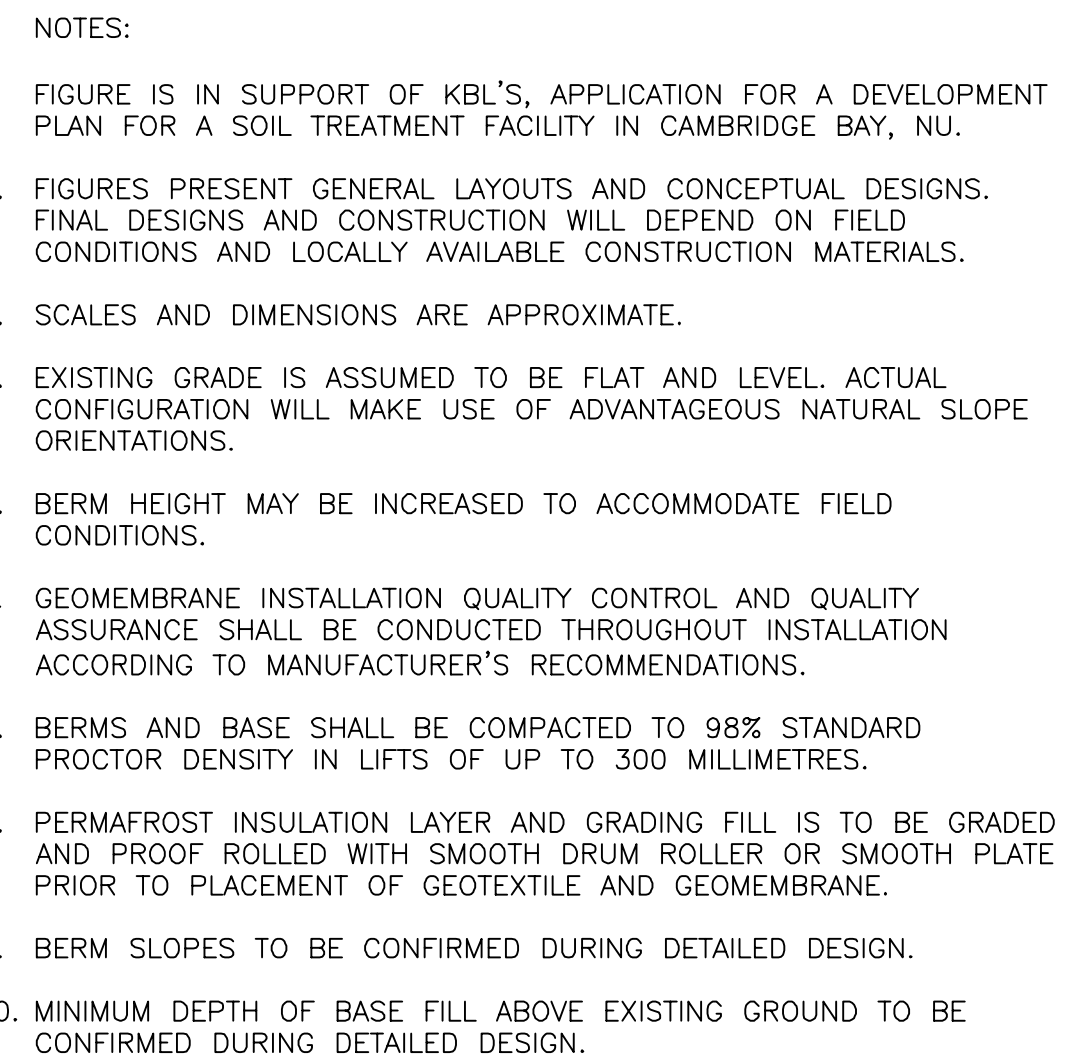 NOTES:
FIGURE IS IN SUPPORT OF KBL'S, APPLICATION FOR A DEVELOPMENT
PLAN FOR A SOIL TREATMENT FACILITY IN CAMBRIDGE BAY, NU.
. FIGURES PRESENT GENERAL LAYOUTS AND CONCEPTUAL DESIGNS.
FINAL DESIGNS AND CONSTRUCTION WILL DEPEND ON FIELD
CONDITIONS AND LOCALLY AVAILABLE CONSTRUCTION MATERIALS.
. SCALES AND DIMENSIONS ARE APPROXIMATE.
. EXISTING GRADE IS ASSUMED TO BE FLAT AND LEVEL. ACTUAL
CONFIGURATION WILL MAKE USE OF ADVANTAGEOUS NATURAL SLOPE
ORIENTATIONS.
. BERM HEIGHT MAY BE INCREASED TO ACCOMMODATE FIELD
CONDITIONS.
. GEOMEMBRANE INSTALLATION QUALITY CONTROL AND QUALITY
ASSURANCE SHALL BE CONDUCTED THROUGHOUT INSTALLATION
ACCORDING TO MANUFACTURER'S RECOMMENDATIONS.
. BERMS AND BASE SHALL BE COMPACTED TO 98% STANDARD
PROCTOR DENSITY IN LIFTS OF UP TO 300 MILLIMETRES.
. PERMAFROST INSULATION LAYER AND GRADING FILL IS TO BE GRADED
AND PROOF ROLLED WITH SMOOTH DRUM ROLLER OR SMOOTH PLATE
PRIOR TO PLACEMENT OF GEOTEXTILE AND GEOMEMBRANE.
. BERM SLOPES TO BE CONFIRMED DURING DETAILED DESIGN.
0. MINIMUM DEPTH OF BASE FILL ABOVE EXISTING GROUND TO BE
CONFIRMED DURING DETAILED DESIGN.